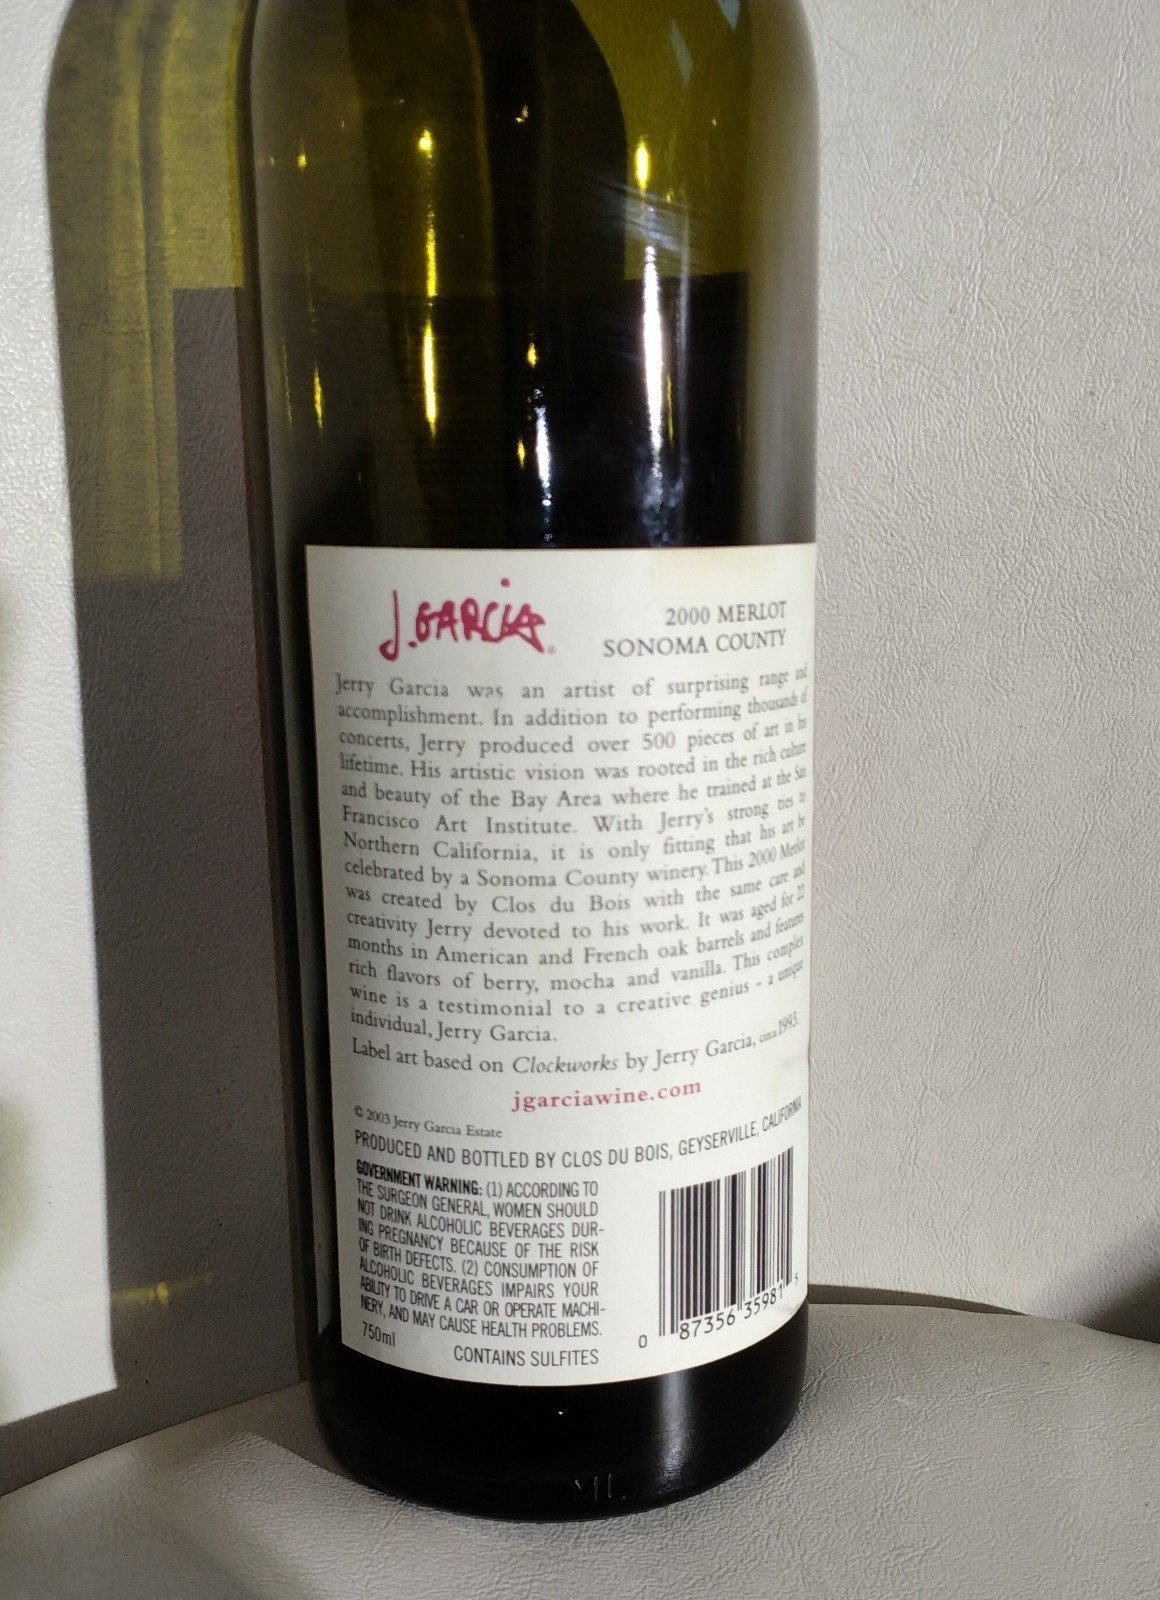 J. GARCIA ®
2000 MERLOT
SONOMA COUNTY
Jerry Garcia was an artist of surprising range and
accomplishment. In addition to performing thousands of
concerts, Jerry produced over 500 pieces of art in his
lifetime. His artistic vision was rooted in the rich culture
and beauty of the Bay Area where he trained at the San
Francisco Art Institute. With Jerry's strong ties to
Northern California, it is only fitting that his art be
celebrated by a Sonoma County winery. This 2000 Merlot
was created by Clos du Bois with the same care and
creativity Jerry devoted to his work. It was aged for 22
months in American and French oak barrels and features
rich flavors of berry, mocha and vanilla. This complex
wine is a testimonial to a creative genius - a unique
individual, Jerry Garcia.
Label art based on Clockworks by Jerry Garcia, circa 1993.
jgarciawine.com
© 2003 Jerry Garcia Estate
PRODUCED AND BOTTLED BY CLOS DU BOIS, GEYSERVILLE, CALIFORNIA
GOVERNMENT WARNING: (1) ACCORDING TO
THE SURGEON GENERAL, WOMEN SHOULD
NOT DRINK ALCOHOLIC BEVERAGES DUR-
ING PREGNANCY BECAUSE OF THE RISK
OF BIRTH DEFECTS. (2) CONSUMPTION OF
ALCOHOLIC BEVERAGES IMPAIRS YOUR
ABILITY TO DRIVE A CAR OR OPERATE MACHI-
NERY, AND MAY CAUSE HEALTH PROBLEMS.
750ml
CONTAINS SULFITES
0 87356 35981 5
750 ML